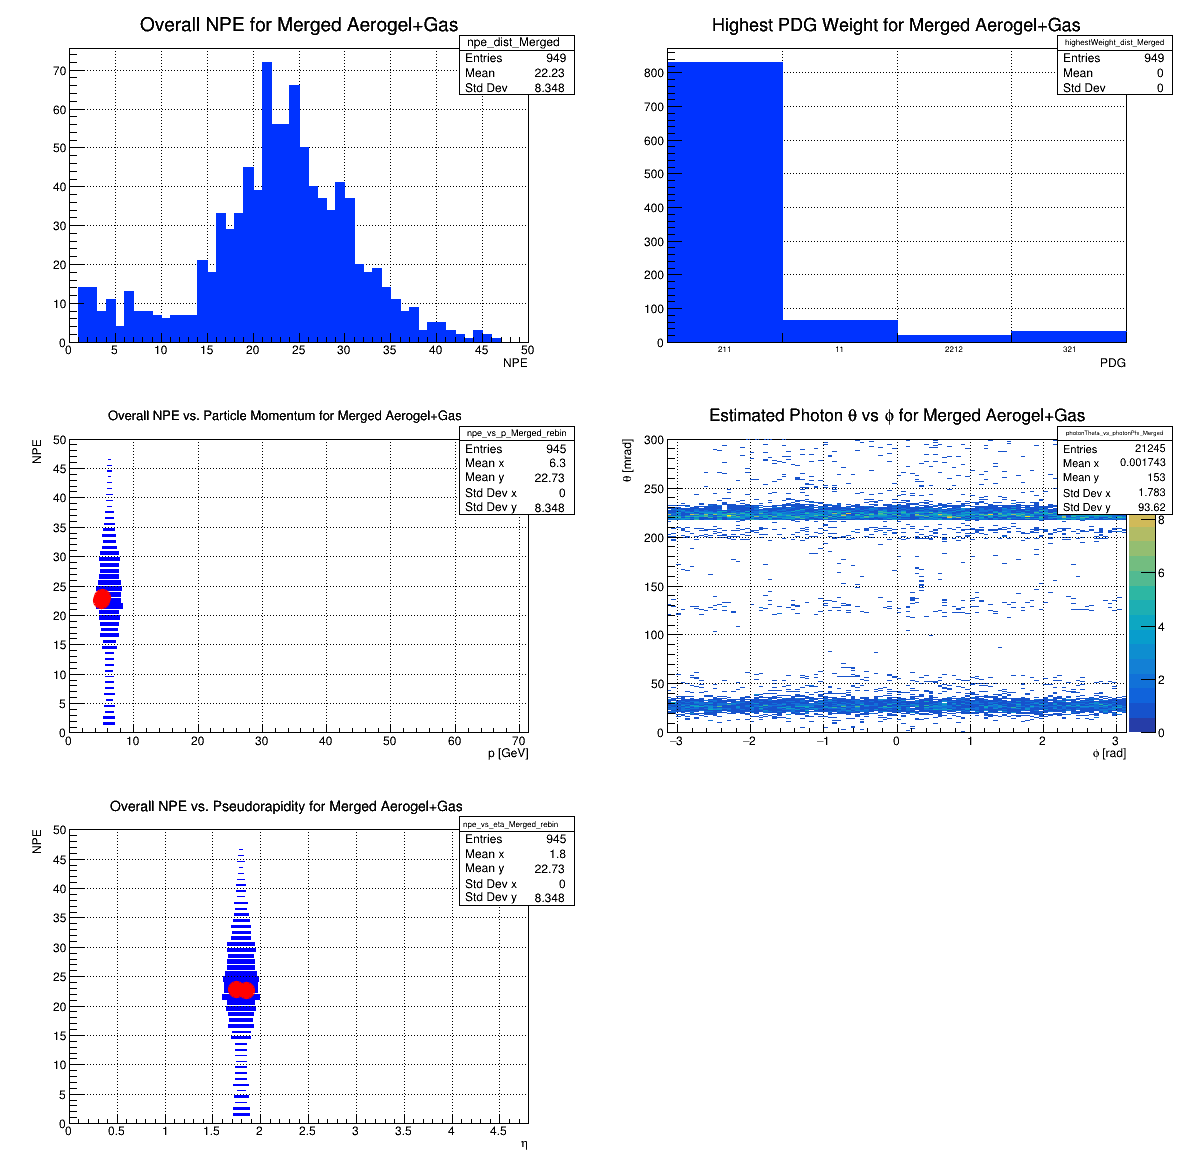 Overall NPE for Merged Aerogel+Gas
npe_dist_Merged
Entries 949
Mean 22.23
Std Dev 8.348
70
60
50
40
30
20
10
0
0 5 10 15 20 25 30 35 40 45 50
NPE
Highest PDG Weight for Merged Aerogel+Gas
highestWeight_dist_Merged
Entries 949
Mean 0
Std Dev 0
800
700
600
500
400
300
200
100
0
211 11 2212 321
PDG
Overall NPE vs. Particle Momentum for Merged Aerogel+Gas
npe_vs_p_Merged_rebin
Entries 945
Mean x 6.3
Mean y 22.73
Std Dev x 0
Std Dev y 8.348
NPE
50
45
40
35
30
25
20
15
10
5
0
0 10 20 30 40 50 60 70
p [GeV]
Estimated Photon θ vs ϕ for Merged Aerogel+Gas
photonTheta_vs_photonPhi_Merged
Entries 21245
Mean x 0.001743
Mean y 153
Std Dev x 1.783
Std Dev y 93.62
θ [mrad]
300
250
200
150
100
50
0
−3 −2 −1 0 1 2 3
ϕ [rad]
8
6
4
2
0
Overall NPE vs. Pseudorapidity for Merged Aerogel+Gas
npe_vs_eta_Merged_rebin
Entries 945
Mean x 1.8
Mean y 22.73
Std Dev x 0
Std Dev y 8.348
NPE
50
45
40
35
30
25
20
15
10
5
0
0 0.5 1 1.5 2 2.5 3 3.5 4 4.5
η